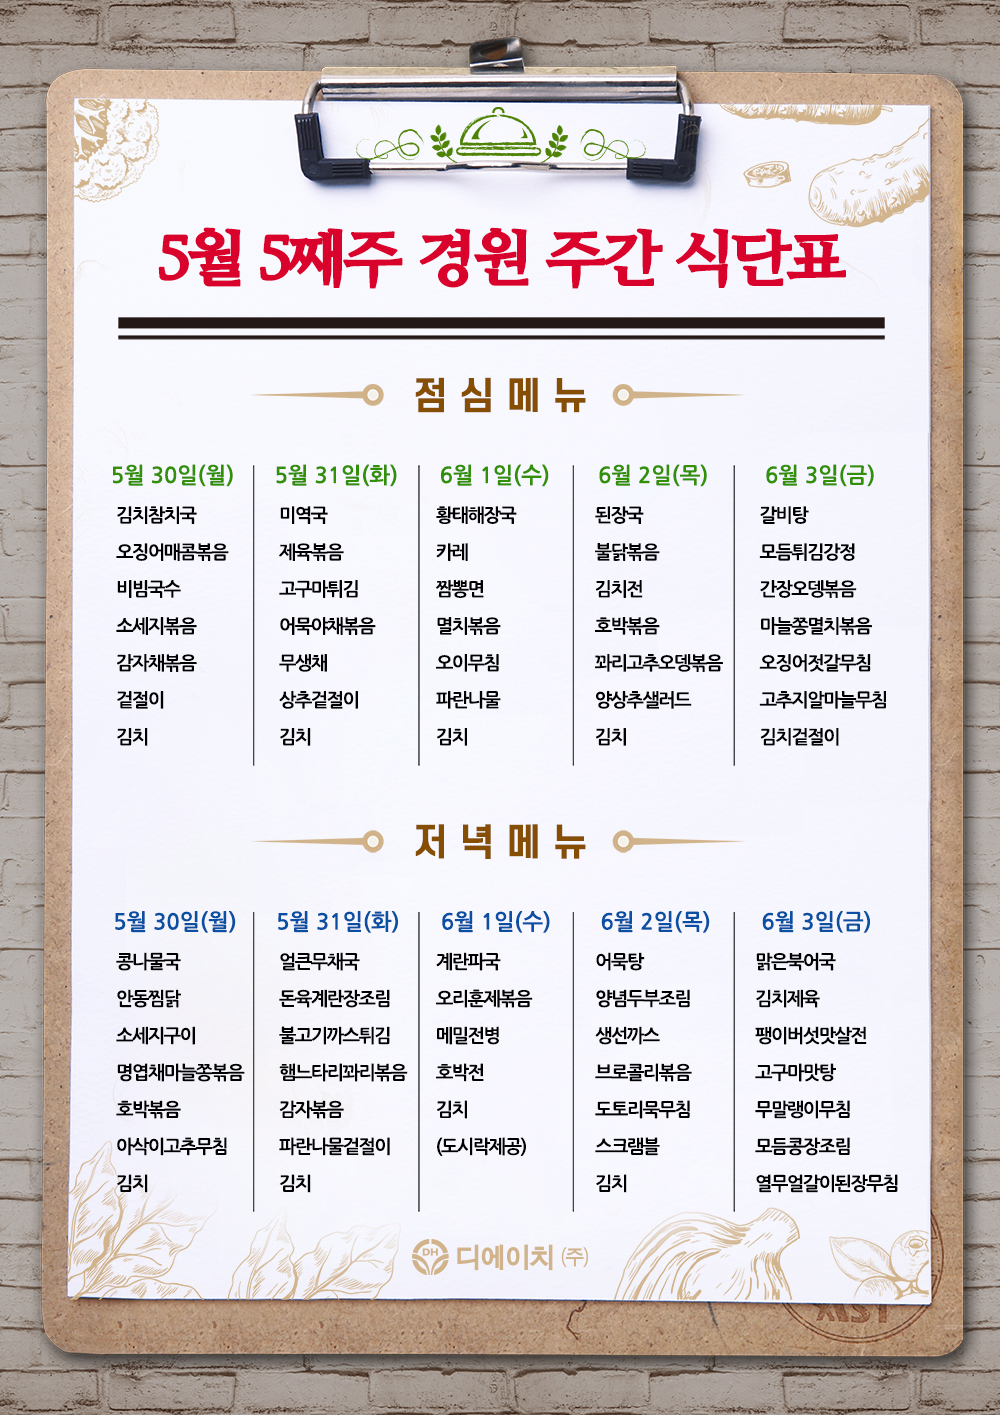 5월 5째주 경원 주간 식단표
점심메뉴
5월 30일(월)
김치참치국
오징어매콤볶음
비빔국수
소세지볶음
감자채볶음
겉절이
김치
5월 31일(화)
미역국
제육볶음
고구마튀김
어묵야채볶음
무생채
상추겉절이
김치
6월 1일(수)
황태해장국
카레
짬뽕면
멸치볶음
오이무침
파란나물
김치
6월 2일(목)
된장국
불닭볶음
김치전
호박볶음
꽈리고추오뎅볶음
양상추샐러드
김치
6월 3일(금)
갈비탕
모듬튀김강정
간장오뎅볶음
마늘쫑멸치볶음
오징어젓갈무침
고추지알마늘무침
김치겉절이
저녁메뉴
5월 30일(월)
콩나물국
안동찜닭
소세지구이
명엽채마늘쫑볶음
호박볶음
아삭이고추무침
김치
5월 31일(화)
얼큰무채국
돈육계란장조림
불고기까스튀김
햄느타리꽈리볶음
감자볶음
파란나물겉절이
김치
6월 1일(수)
계란파국
오리훈제볶음
메밀전병
호박전
김치
(도시락제공)
6월 2일(목)
어묵탕
양념두부조림
생선까스
브로콜리볶음
도토리묵무침
스크램블
김치
6월 3일(금)
맑은북어국
김치제육
팽이버섯맛살전
고구마맛탕
무말랭이무침
모듬콩장조림
열무얼갈이된장무침
DH 디에이치 (주)